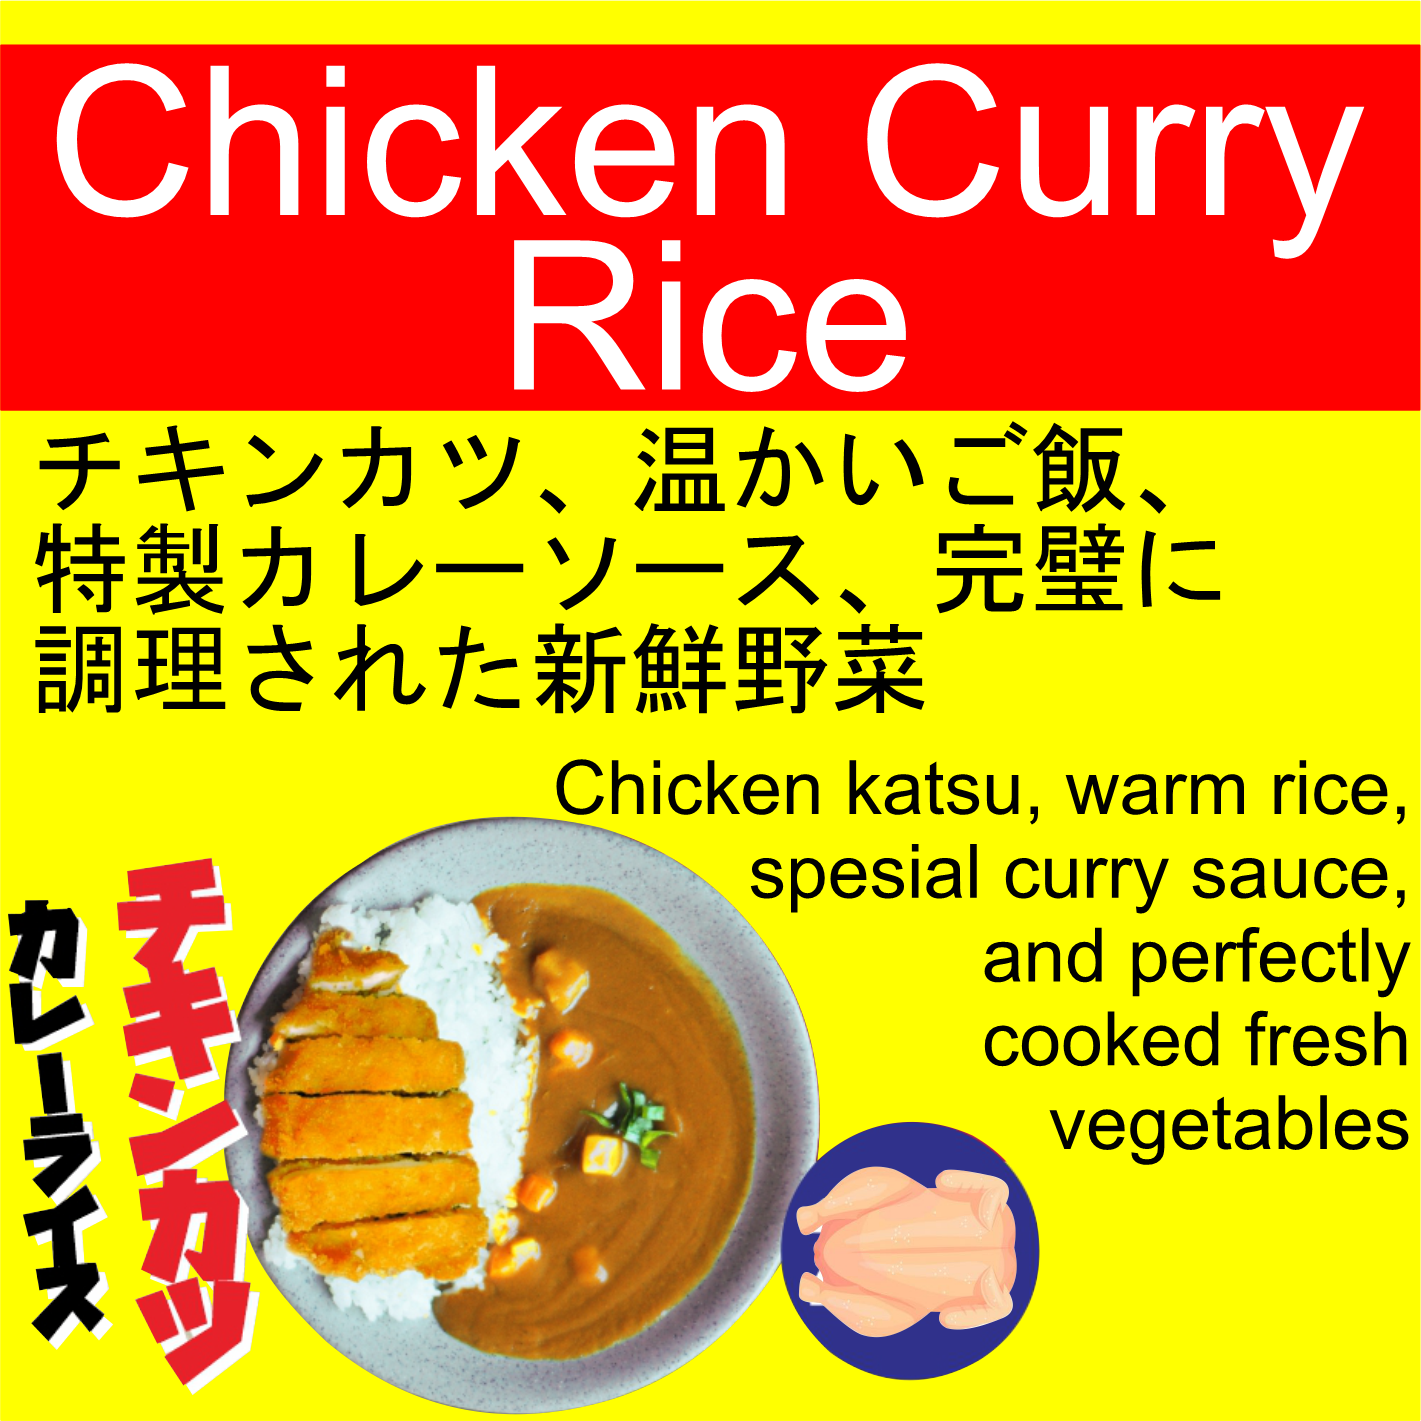 Chicken Curry
Rice
チキンカツ、温かいご飯、
特製カレーソース、完璧に
調理された新鮮野菜
Chicken katsu, warm rice,
spesial curry sauce,
and perfectly
cooked fresh
vegetables
チキンカツ
カレーライス